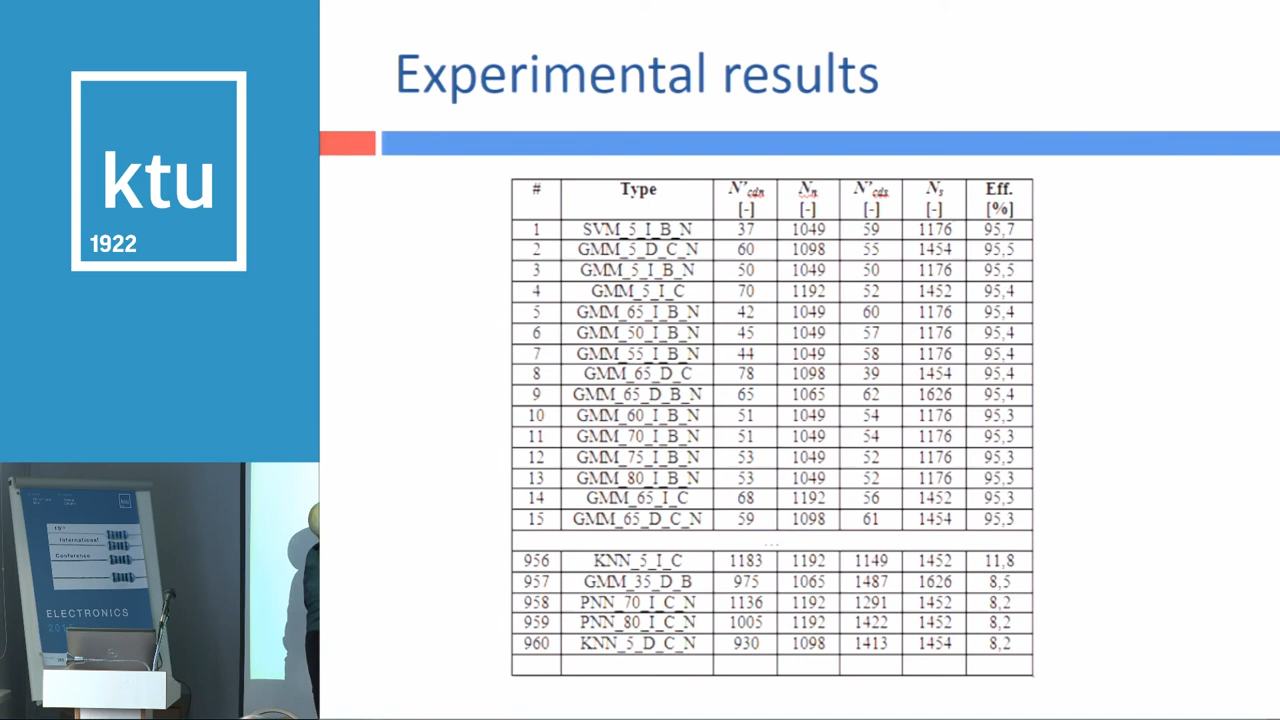 ktu
1922
Experimental results
# Type N'cdn [-] Nn [-] N'cds [-] Ns [-] Eff. [%]
1 SVM_5_I_B_N 37 1049 59 1176 95,7
2 GMM_5_D_C_N 60 1098 55 1454 95,5
3 GMM_5_I_B_N 50 1049 50 1176 95,5
4 GMM_5_I_C 70 1192 52 1452 95,4
5 GMM_65_I_B_N 42 1049 60 1176 95,4
6 GMM_50_I_B_N 45 1049 57 1176 95,4
7 GMM_55_I_B_N 44 1049 58 1176 95,4
8 GMM_65_D_C 78 1098 39 1454 95,4
9 GMM_65_D_B_N 65 1065 62 1626 95,4
10 GMM_60_I_B_N 51 1049 54 1176 95,3
11 GMM_70_I_B_N 51 1049 54 1176 95,3
12 GMM_75_I_B_N 53 1049 52 1176 95,3
13 GMM_80_I_B_N 53 1049 52 1176 95,3
14 GMM_65_I_C 68 1192 56 1452 95,3
15 GMM_65_D_C_N 59 1098 61 1454 95,3
...
956 KNN_5_I_C 1183 1192 1149 1452 11,8
957 GMM_35_D_B 975 1065 1487 1626 8,5
958 PNN_70_I_C_N 1136 1192 1291 1452 8,2
959 PNN_80_I_C_N 1005 1192 1422 1452 8,2
960 KNN_5_D_C_N 930 1098 1413 1454 8,2
ktu
International
Conference
ELECTRONICS